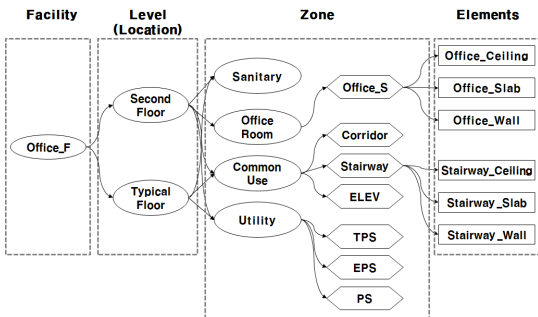 Facility
Level
(Location)
Zone
Elements
Office_F
Second
Floor
Typical
Floor
Sanitary
Office
Room
Common
Use
Utility
Office_S
Corridor
Stairway
ELEV
TPS
EPS
PS
Office_Ceiling
Office_Slab
Office_Wall
Stairway_Ceiling
Stairway_Slab
Stairway_Wall